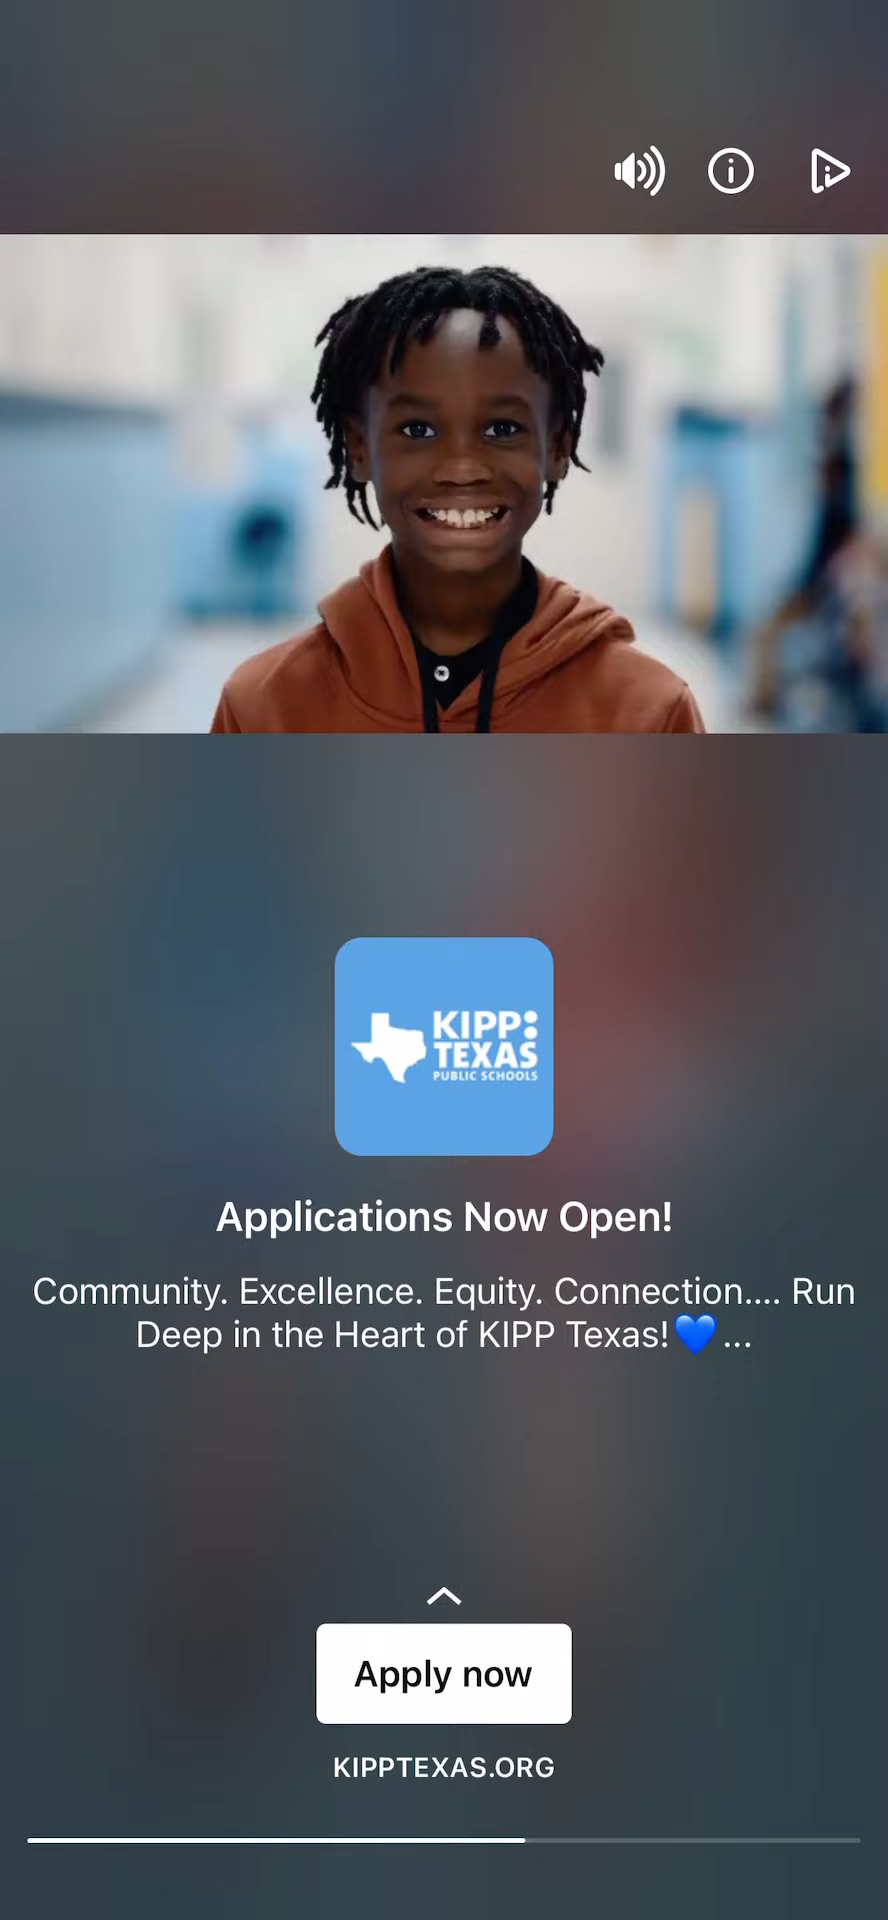 KIPP:
TEXAS
PUBLIC SCHOOLS
Applications Now Open!
Community. Excellence. Equity. Connection.... Run
Deep in the Heart of KIPP Texas!💙...
Apply now
KIPPTEXAS.ORG